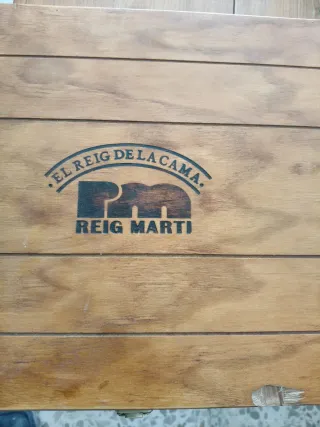 · EL REIG DE LA CAMA ·
rm
REIG MARTI